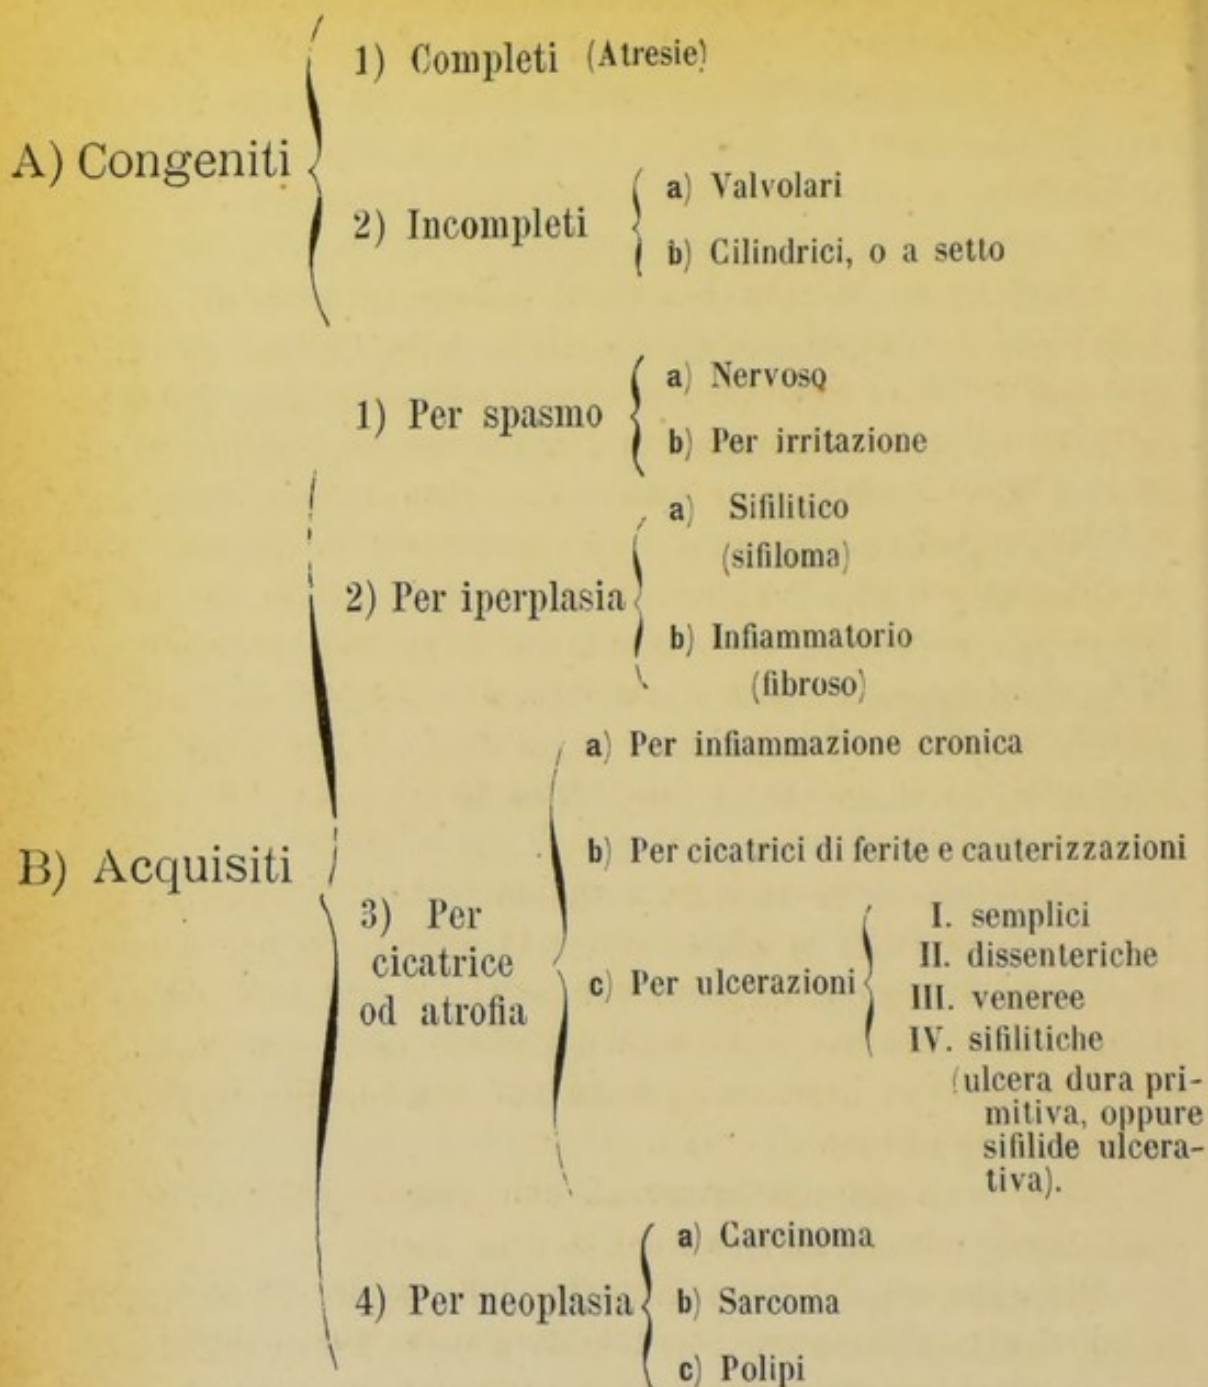 A) Congeniti
1) Completi (Atresie)
2) Incompleti
a) Valvolari
b) Cilindrici, o a setto
B) Acquisiti
1) Per spasmo
a) Nervoso
b) Per irritazione
2) Per iperplasia
a) Sifilitico
(sifiloma)
b) Infiammatorio
(fibroso)
3) Per
cicatrice
od atrofia
a) Per infiammazione cronica
b) Per cicatrici di ferite e cauterizzazioni
c) Per ulcerazioni
I. semplici
II. dissenteriche
III. veneree
IV. sifilitiche
(ulcera dura pri-
mitiva, oppure
sifilide ulcera-
tiva).
4) Per neoplasia
a) Carcinoma
b) Sarcoma
c) Polipi